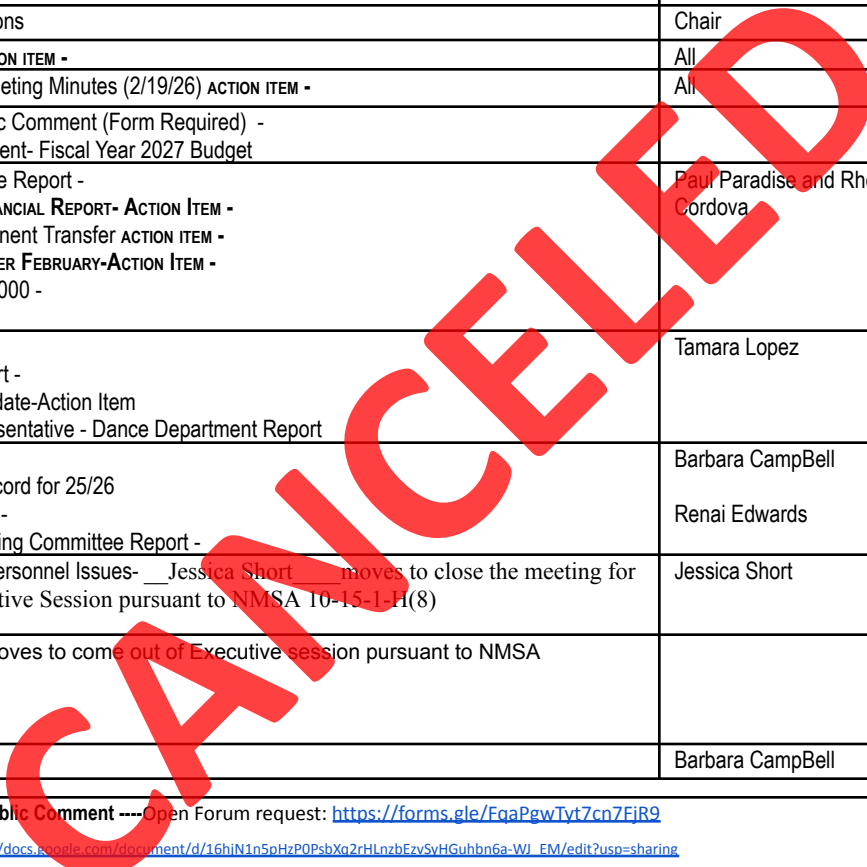 ons
Chair
ON ITEM -
All
eting Minutes (2/19/26) ACTION ITEM -
All
c Comment (Form Required) -
ent- Fiscal Year 2027 Budget
e Report -
Paul Paradise and Rho
ANCIAL REPORT- ACTION ITEM -
Cordova
nent Transfer ACTION ITEM -
ER FEBRUARY-ACTION ITEM -
000 -
Tamara Lopez
rt -
date-Action Item
sentative - Dance Department Report
Barbara CampBell
cord for 25/26
-
Renai Edwards
ing Committee Report -
ersonnel Issues- __Jessica Short____moves to close the meeting for
Jessica Short
tive Session pursuant to NMSA 10-15-1-H(8)
oves to come out of Executive session pursuant to NMSA
Barbara CampBell
blic Comment ----Open Forum request: https://forms.gle/FqaPgwTyt7cn7FjR9
/docs.google.com/document/d/16hjN1n5pHzP0PsbXq2rHLnzbEzvSyHGuhbn6a-WJ_EM/edit?usp=sharing
CANCELED